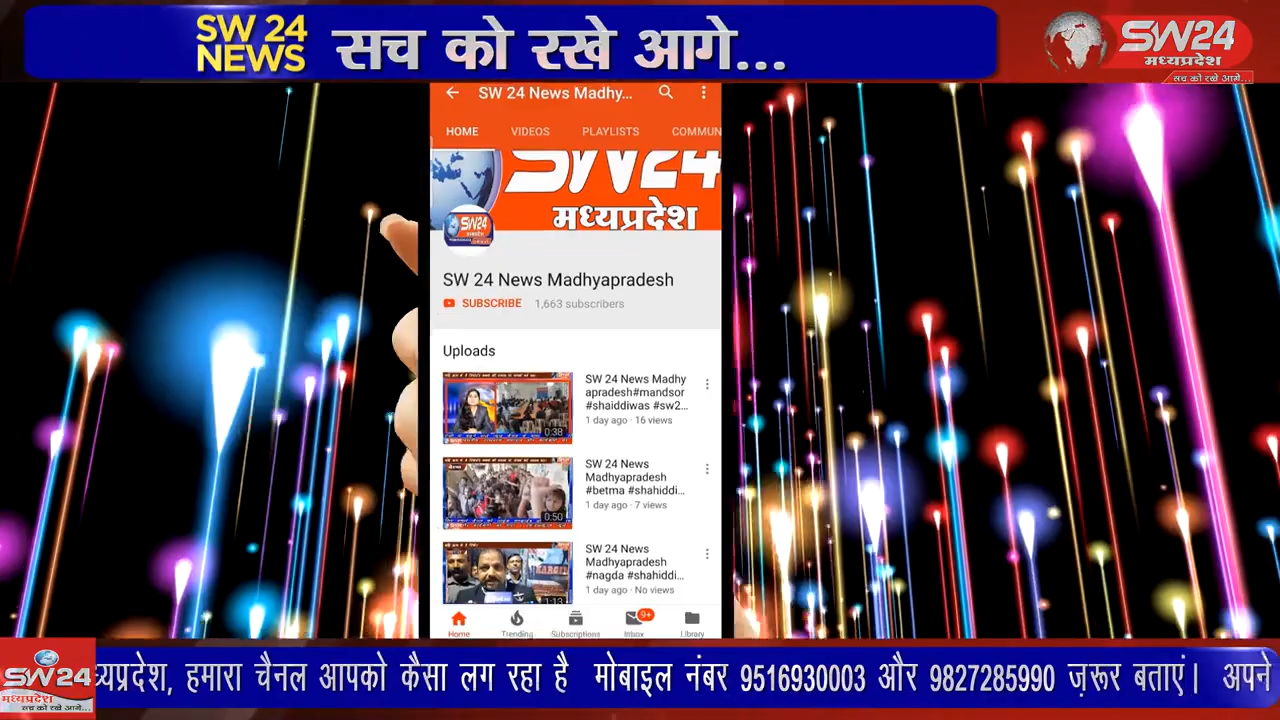 SW 24
NEWS
सच को रखे आगे...
SW24
मध्यप्रदेश
सच को रखे आगे...
SW 24 News Madhy...
HOME VIDEOS PLAYLISTS COMMUN
SW24
मध्यप्रदेश
SW24
SW 24 News Madhyapradesh
SUBSCRIBE 1,663 subscribers
Uploads
SW 24 News Madhy
apradesh#mandsor
#shaiddiwas #sw2...
1 day ago · 16 views
0:38
SW 24 News
Madhyapradesh
#betma #shahiddi...
1 day ago · 7 views
0:50
SW 24 News
Madhyapradesh
#nagda #shahiddi...
1 day ago · No views
1:13
9+
Home Trending Subscriptions Inbox Library
SW24
मध्यप्रदेश
सच को रखे आगे...
ध्यप्रदेश, हमारा चैनल आपको कैसा लग रहा है मोबाइल नंबर 9516930003 और 9827285990 ज़रूर बताएं। अपने